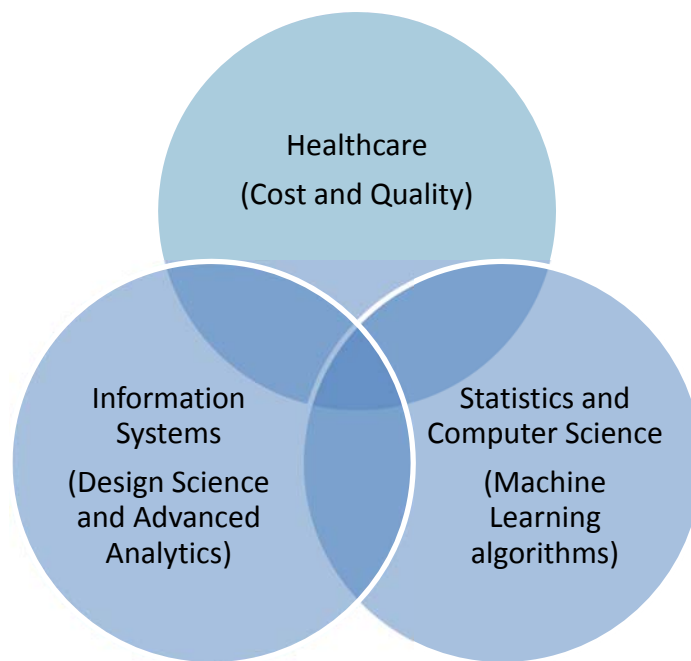 Healthcare
(Cost and Quality)
Information
Systems
(Design Science
and Advanced
Analytics)
Statistics and
Computer Science
(Machine
Learning
algorithms)